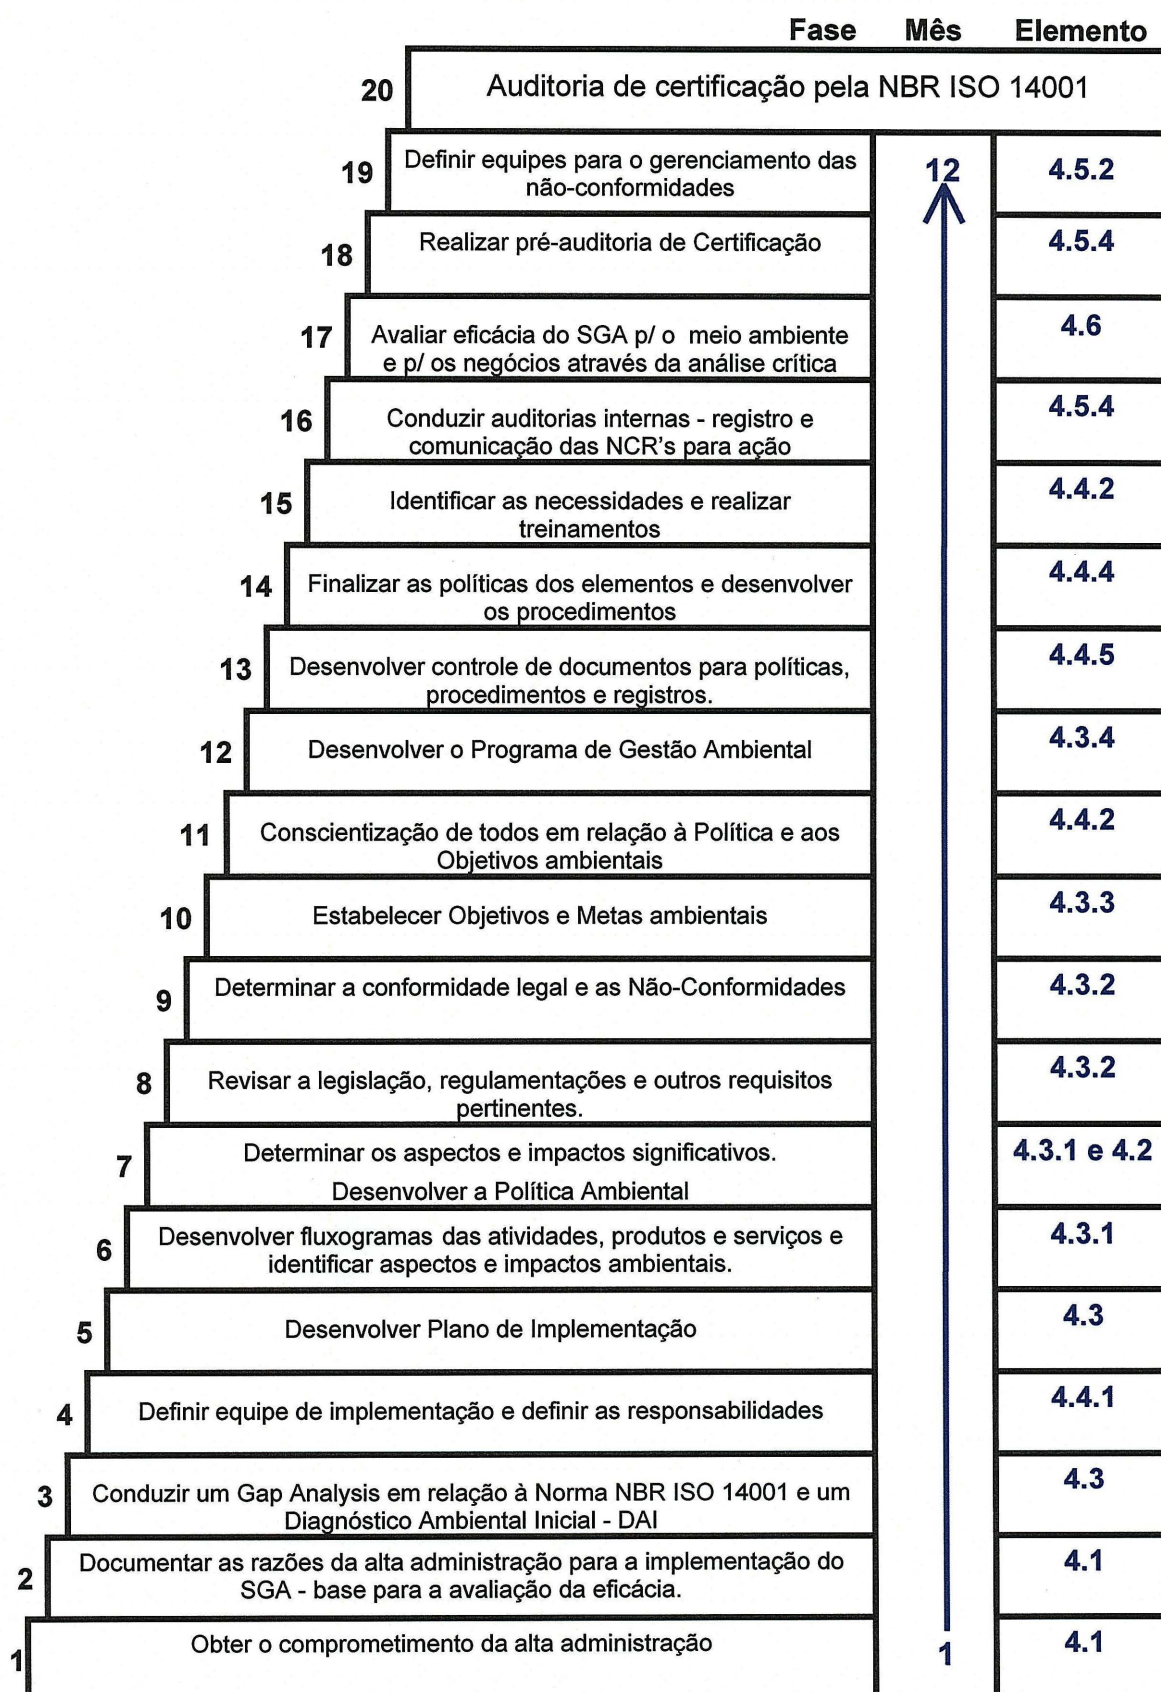 Fase Mês Elemento
20 Auditoria de certificação pela NBR ISO 14001
19 Definir equipes para o gerenciamento das 12 4.5.2
não-conformidades
18 Realizar pré-auditoria de Certificação 4.5.4
17 Avaliar eficácia do SGA p/ o meio ambiente 4.6
e p/ os negócios através da análise crítica
16 Conduzir auditorias internas - registro e 4.5.4
comunicação das NCR's para ação
15 Identificar as necessidades e realizar 4.4.2
treinamentos
14 Finalizar as políticas dos elementos e desenvolver 4.4.4
os procedimentos
13 Desenvolver controle de documentos para políticas, 4.4.5
procedimentos e registros.
12 Desenvolver o Programa de Gestão Ambiental 4.3.4
11 Conscientização de todos em relação à Política e aos 4.4.2
Objetivos ambientais
10 Estabelecer Objetivos e Metas ambientais 4.3.3
9 Determinar a conformidade legal e as Não-Conformidades 4.3.2
8 Revisar a legislação, regulamentações e outros requisitos 4.3.2
pertinentes.
7 Determinar os aspectos e impactos significativos. 4.3.1 e 4.2
Desenvolver a Política Ambiental
6 Desenvolver fluxogramas das atividades, produtos e serviços e 4.3.1
identificar aspectos e impactos ambientais.
5 Desenvolver Plano de Implementação 4.3
4 Definir equipe de implementação e definir as responsabilidades 4.4.1
3 Conduzir um Gap Analysis em relação à Norma NBR ISO 14001 e um 4.3
Diagnóstico Ambiental Inicial - DAI
2 Documentar as razões da alta administração para a implementação do 4.1
SGA - base para a avaliação da eficácia.
1 Obter o comprometimento da alta administração 1 4.1